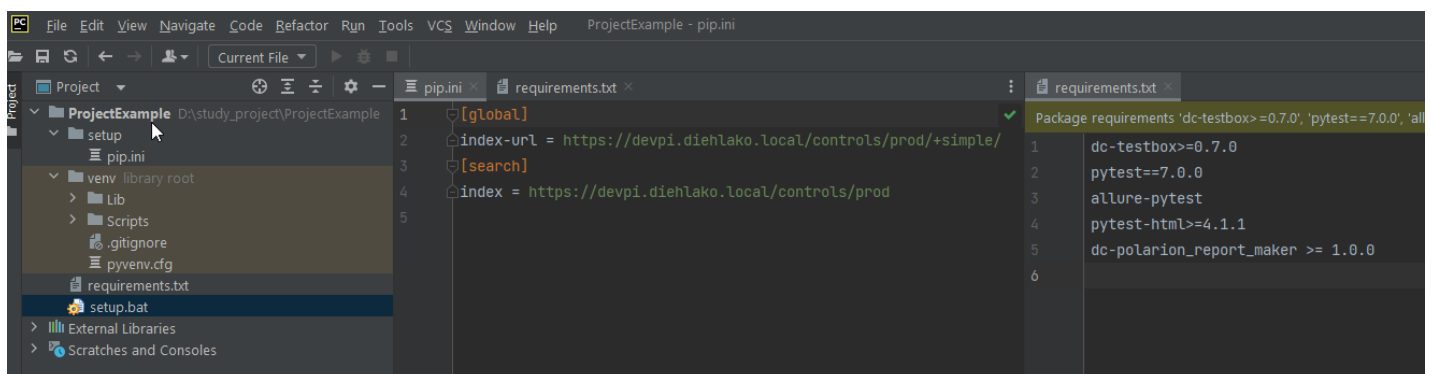 PC File Edit View Navigate Code Refactor Run Tools VCS Window Help ProjectExample - pip.ini
Current File
Project
Project
ProjectExample D:\study_project\ProjectExample
setup
pip.ini
venv library root
Lib
Scripts
.gitignore
pyvenv.cfg
requirements.txt
setup.bat
External Libraries
Scratches and Consoles
pip.ini requirements.txt
1 [global]
2 index-url = https://devpi.diehlako.local/controls/prod/+simple/
3 [search]
4 index = https://devpi.diehlako.local/controls/prod
5
requirements.txt
Package requirements 'dc-testbox>=0.7.0', 'pytest==7.0.0', 'all
1 dc-testbox>=0.7.0
2 pytest==7.0.0
3 allure-pytest
4 pytest-html>=4.1.1
5 dc-polarion_report_maker >= 1.0.0
6